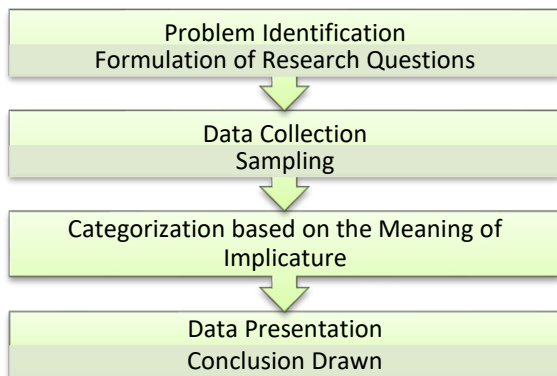 Problem Identification
Formulation of Research Questions
Data Collection
Sampling
Categorization based on the Meaning of
Implicature
Data Presentation
Conclusion Drawn